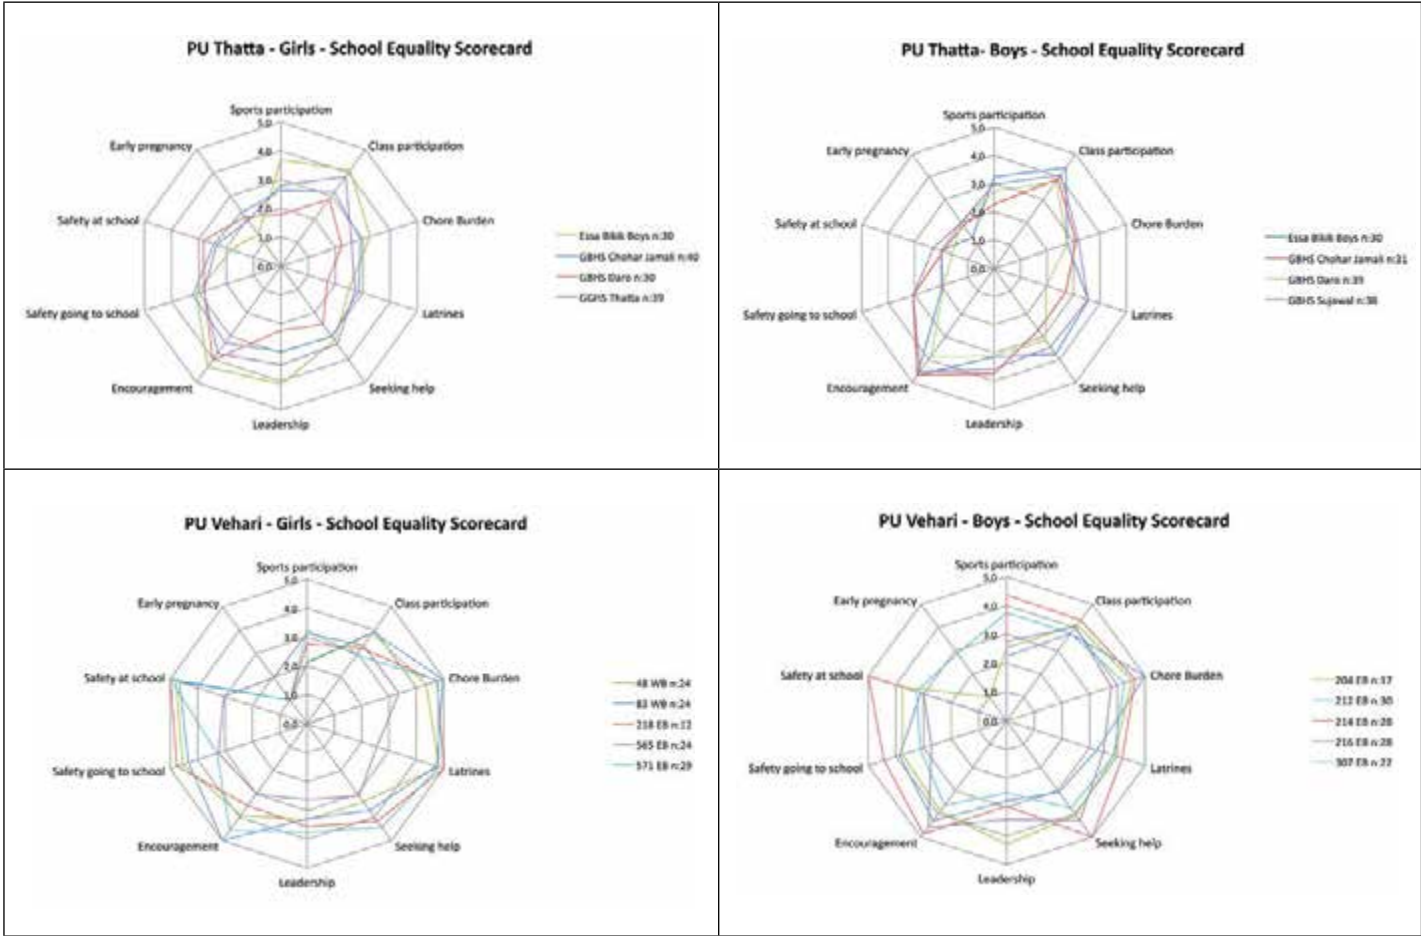 PU Thatta - Girls - School Equality Scorecard
Sports participation
5.0
Early pregnancy
Class participation
4.0
3.0
Safety at school
2.0
Chore Burden
1.0
Essa Bikik Boys n:30
GBHS Chohar Jamali n:40
0.0
GBHS Daro n:30
GGHS Thatta n:39
Safety going to school
Latrines
Encouragement
Seeking help
Leadership
PU Thatta- Boys - School Equality Scorecard
Sports participation
5.0
Early pregnancy
Class participation
4.0
3.0
Safety at school
2.0
Chore Burden
1.0
Essa Bikik Boys n:30
GBHS Chohar Jamali n:31
0.0
GBHS Daro n:39
GBHS Sujawal n:38
Safety going to school
Latrines
Encouragement
Seeking help
Leadership
PU Vehari - Girls - School Equality Scorecard
Sports participation
5.0
Early pregnancy
Class participation
4.0
3.0
Safety at school
2.0
Chore Burden
48 WB n:24
1.0
83 WB n:24
0.0
218 EB n:12
565 EB n:24
571 EB n:29
Safety going to school
Latrines
Encouragement
Seeking help
Leadership
PU Vehari - Boys - School Equality Scorecard
Sports participation
5.0
Early pregnancy
Class participation
4.0
3.0
Safety at school
2.0
Chore Burden
204 EB n:17
1.0
212 EB n:30
0.0
214 EB n:28
216 EB n:28
307 EB n:22
Safety going to school
Latrines
Encouragement
Seeking help
Leadership